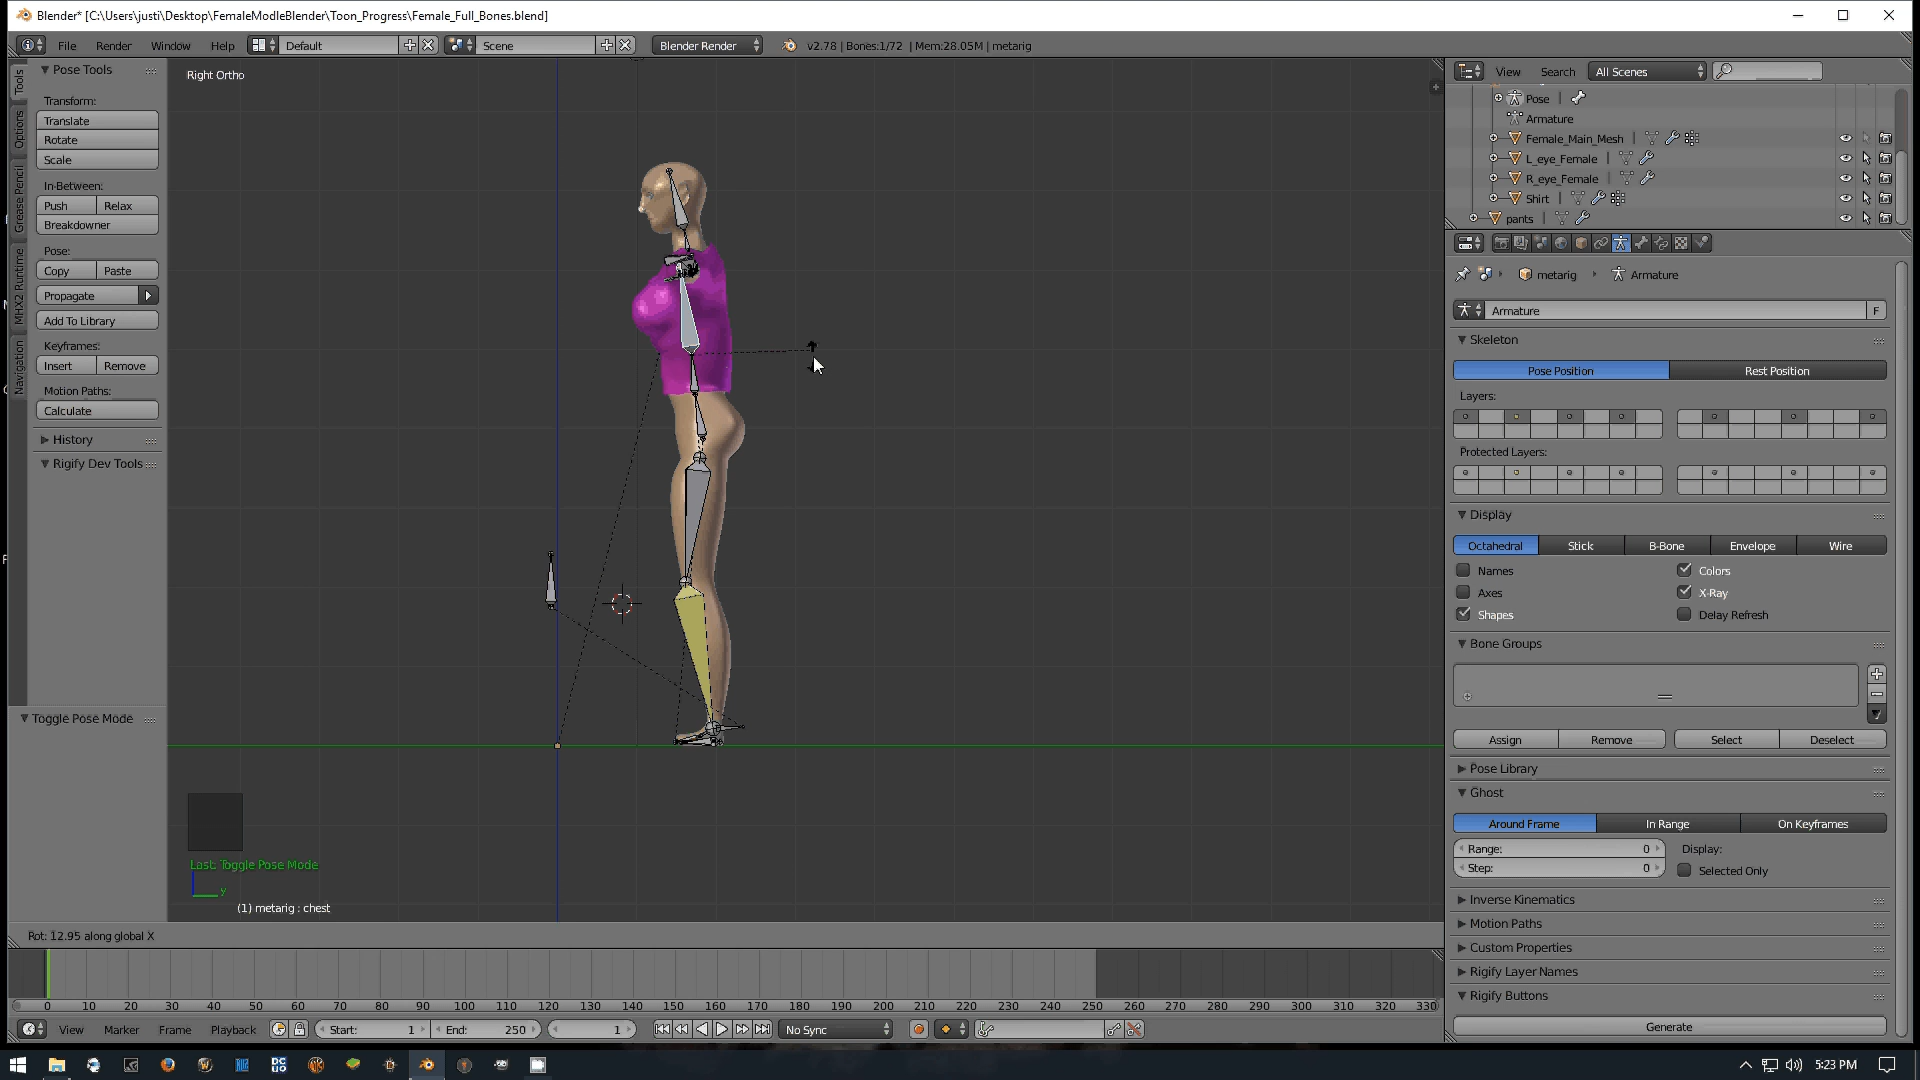 Blender* [C:\Users\justi\Desktop\FemaleModleBlender\Toon_Progress\Female_Full_Bones.blend]
File Render Window Help Default Scene Blender Render v2.78 | Bones:1/72 | Mem:28.05M | metarig
Tools
Options
Grease Pencil
MHX2 Runtime
Navigation
Pose Tools
Transform:
Translate
Rotate
Scale
In-Between:
Push Relax
Breakdowner
Pose:
Copy Paste
Propagate
Add To Library
Keyframes:
Insert Remove
Motion Paths:
Calculate
History
Rigify Dev Tools
Toggle Pose Mode
Right Ortho
Last: Toggle Pose Mode
y
(1) metarig : chest
Rot: 12.95 along global X
View Search All Scenes
Pose
Armature
Female_Main_Mesh
L_eye_Female
R_eye_Female
Shirt
pants
metarig Armature
Armature F
Skeleton
Pose Position Rest Position
Layers:
Protected Layers:
Display
Octahedral Stick B-Bone Envelope Wire
Names Colors
Axes X-Ray
Shapes Delay Refresh
Bone Groups
Assign Remove Select Deselect
Pose Library
Ghost
Around Frame In Range On Keyframes
Range: 0 Display:
Step: 0 Selected Only
Inverse Kinematics
Motion Paths
Custom Properties
Rigify Layer Names
Rigify Buttons
Generate
0 10 20 30 40 50 60 70 80 90 100 110 120 130 140 150 160 170 180 190 200 210 220 230 240 250 260 270 280 290 300 310 320 330
View Marker Frame Playback Start: 1 End: 250 1 No Sync
DC
UO
5:23 PM